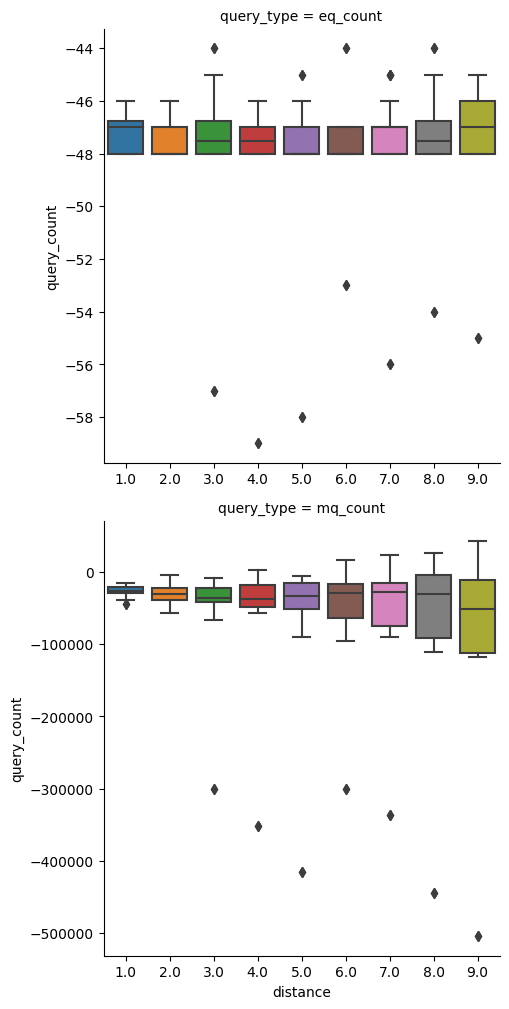 query_type = eq_count
−44
−46
−48
−50
−52
−54
−56
−58
query_count
1.0 2.0 3.0 4.0 5.0 6.0 7.0 8.0 9.0
query_type = mq_count
0
−100000
−200000
−300000
−400000
−500000
query_count
1.0 2.0 3.0 4.0 5.0 6.0 7.0 8.0 9.0
distance